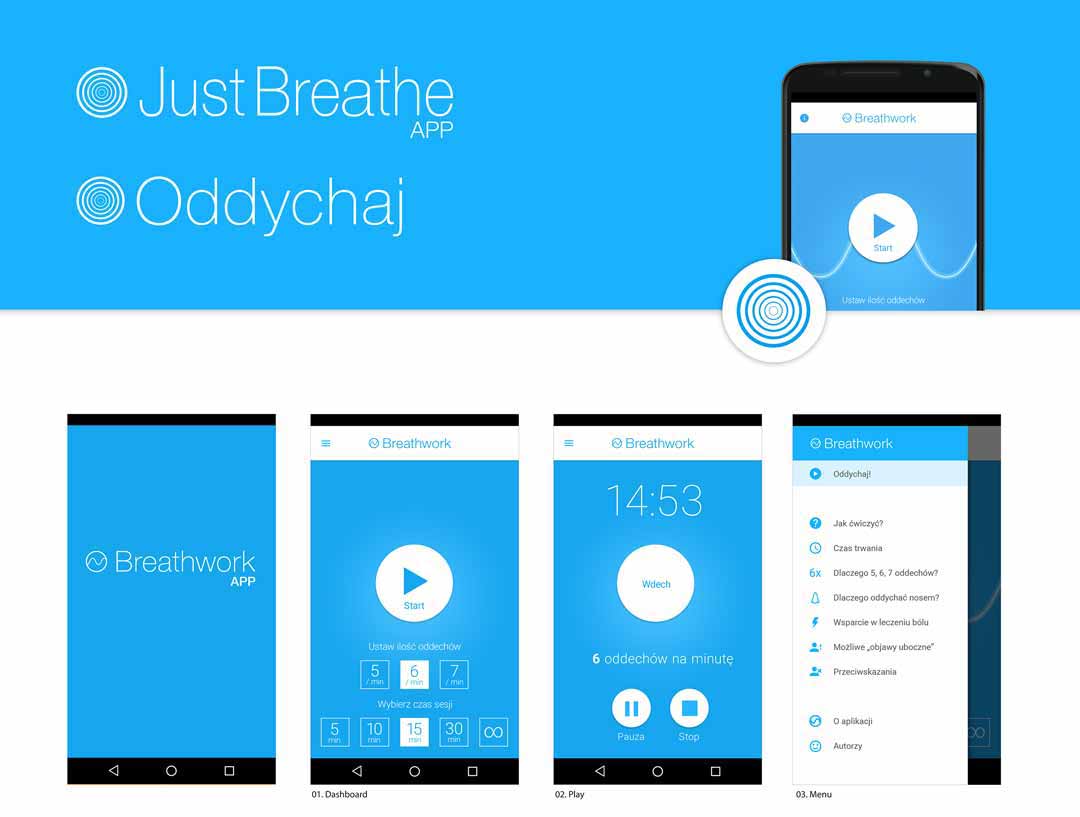 Just Breathe
APP
Oddychaj
Breathwork
Start
Ustaw ilość oddechów
Breathwork
APP
Breathwork
Start
Ustaw ilość oddechów
5 / min 6 / min 7 / min
Wybierz czas sesji
5 min 10 min 15 min 30 min ∞
01. Dashboard
Breathwork
14:53
Wdech
6 oddechów na minutę
Pauza Stop
02. Play
Breathwork
Oddychaj!
Jak ćwiczyć?
Czas trwania
6x Dlaczego 5, 6, 7 oddechów?
Dlaczego oddychać nosem?
Wsparcie w leczeniu bólu
Możliwe „objawy uboczne”
Przeciwskazania
O aplikacji
Autorzy
∞
03. Menu